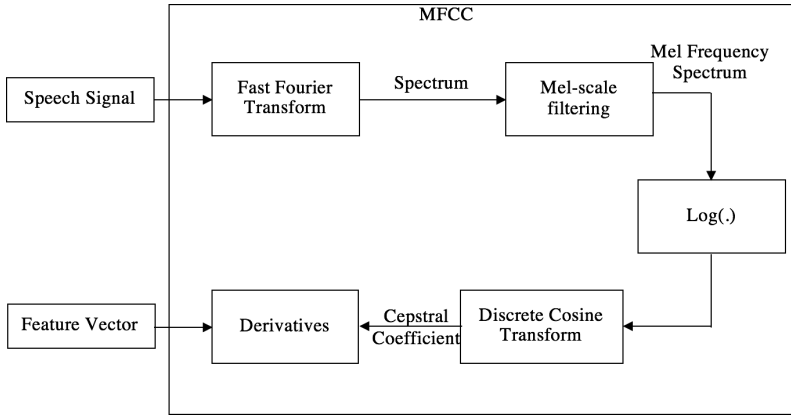 MFCC
Speech Signal
Fast Fourier
Transform
Spectrum
Mel-scale
filtering
Mel Frequency
Spectrum
Log(.)
Discrete Cosine
Transform
Cepstral
Coefficient
Derivatives
Feature Vector